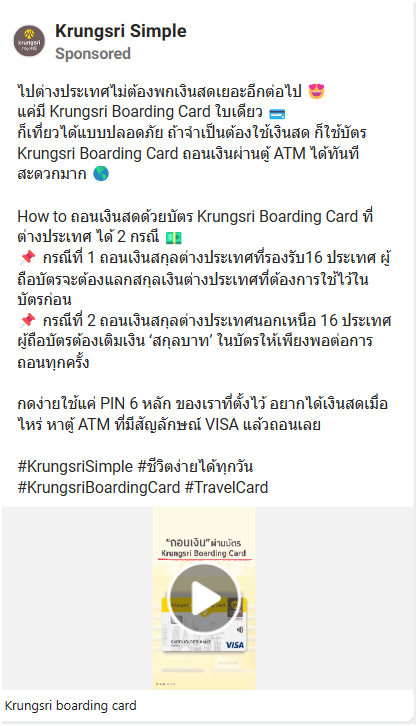 Krungsri Simple
Sponsored
ไปต่างประเทศไม่ต้องพกเงินสดเยอะอีกต่อไป 😍
แค่มี Krungsri Boarding Card ใบเดียว 💳
ก็เที่ยวได้แบบปลอดภัย ถ้าจำเป็นต้องใช้เงินสด ก็ใช้บัตร
Krungsri Boarding Card ถอนเงินผ่านตู้ ATM ได้ทันที
สะดวกมาก 🌎
How to ถอนเงินสดด้วยบัตร Krungsri Boarding Card ที่
ต่างประเทศ ได้ 2 กรณี 💵
📌 กรณีที่ 1 ถอนเงินสกุลต่างประเทศที่รองรับ16 ประเทศ ผู้
ถือบัตรจะต้องแลกสกุลเงินต่างประเทศที่ต้องการใช้ไว้ใน
บัตรก่อน
📌 กรณีที่ 2 ถอนเงินสกุลต่างประเทศนอกเหนือ 16 ประเทศ
ผู้ถือบัตรต้องเติมเงิน ‘สกุลบาท’ ในบัตรให้เพียงพอต่อการ
ถอนทุกครั้ง
กดง่ายใช้แค่ PIN 6 หลัก ของเราที่ตั้งไว้ อยากได้เงินสดเมื่อ
ไหร่ หาตู้ ATM ที่มีสัญลักษณ์ VISA แล้วถอนเลย
#KrungsriSimple #ชีวิตง่ายได้ทุกวัน
#KrungsriBoardingCard #TravelCard
“ถอนเงิน” ผ่านบัตร
Krungsri Boarding Card
VISA
Krungsri boarding card